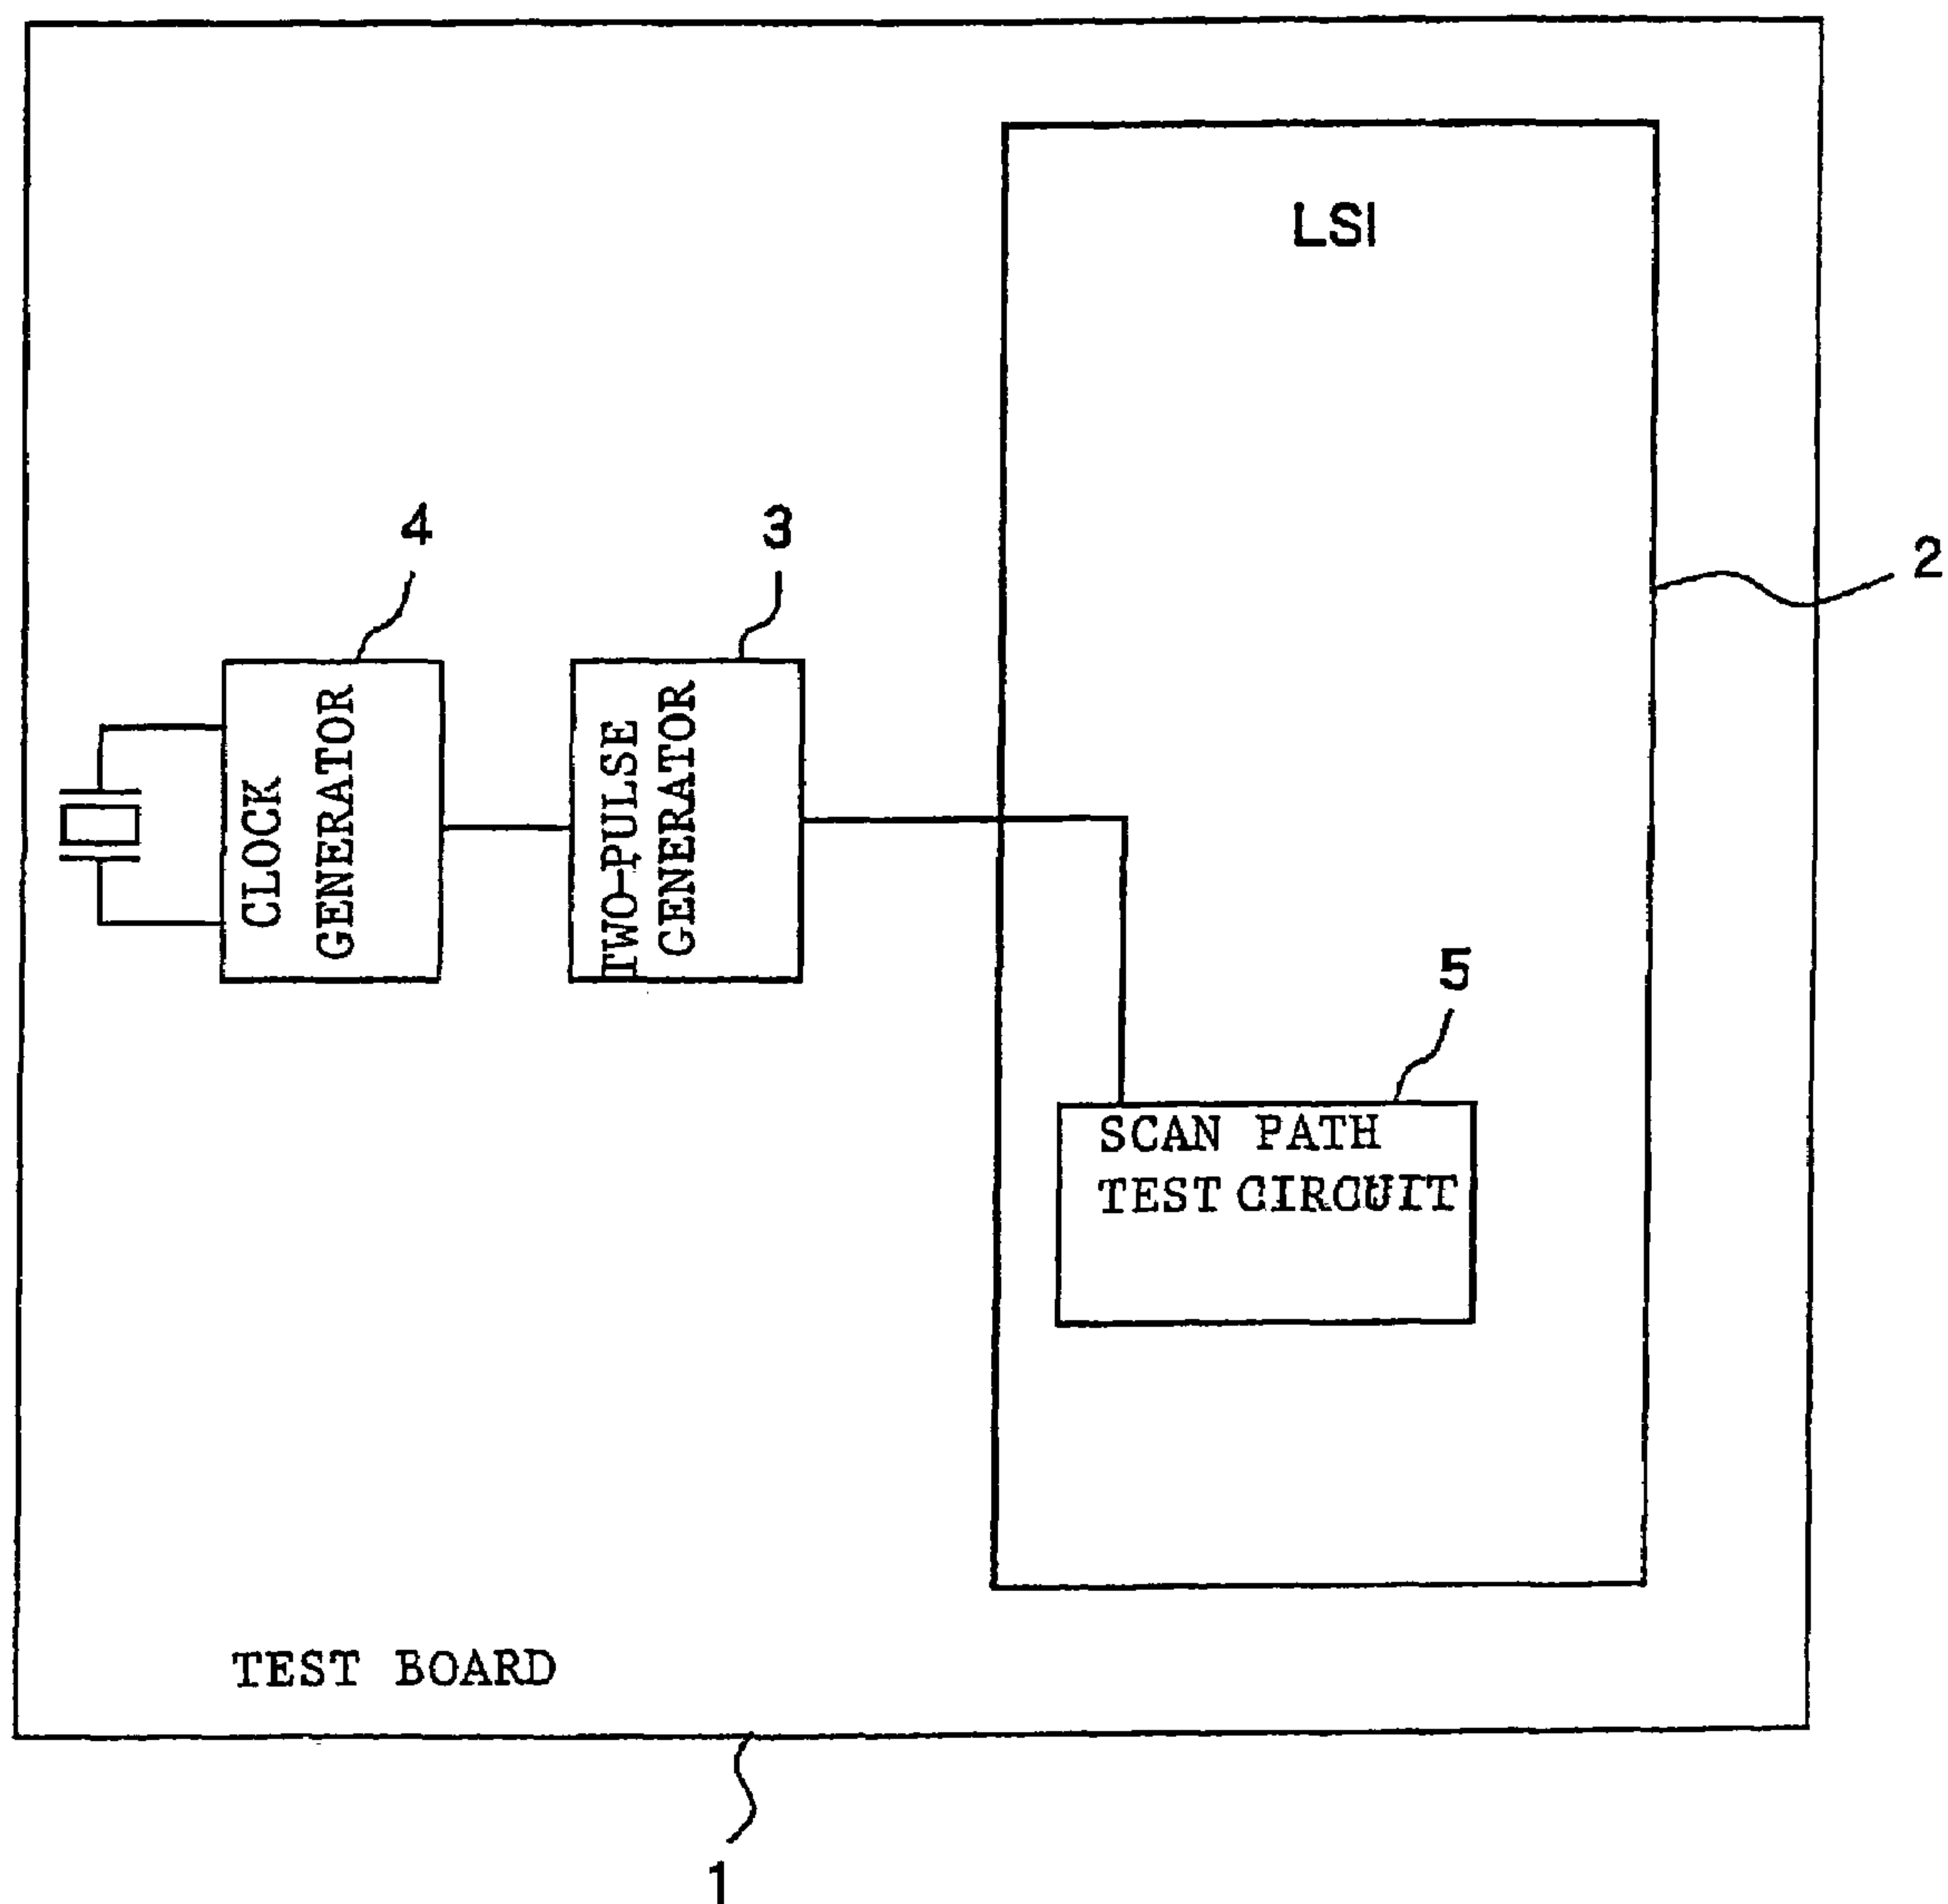 LSI
4
3
2
CLOCK
GENERATOR
TWO-PULSE
GENERATOR
5
SCAN PATH
TEST CIRCUIT
TEST BOARD
1